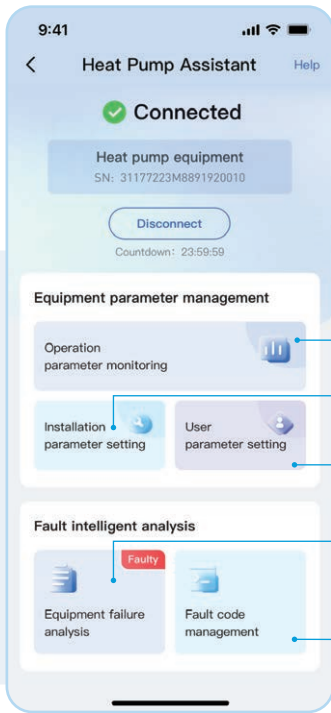 9:41
Heat Pump Assistant Help
Connected
Heat pump equipment
SN: 31177223M8891920010
Disconnect
Countdown: 23:59:59
Equipment parameter management
Operation
parameter monitoring
Installation
parameter setting
User
parameter setting
Fault intelligent analysis
Faulty
Equipment failure
analysis
Fault code
management